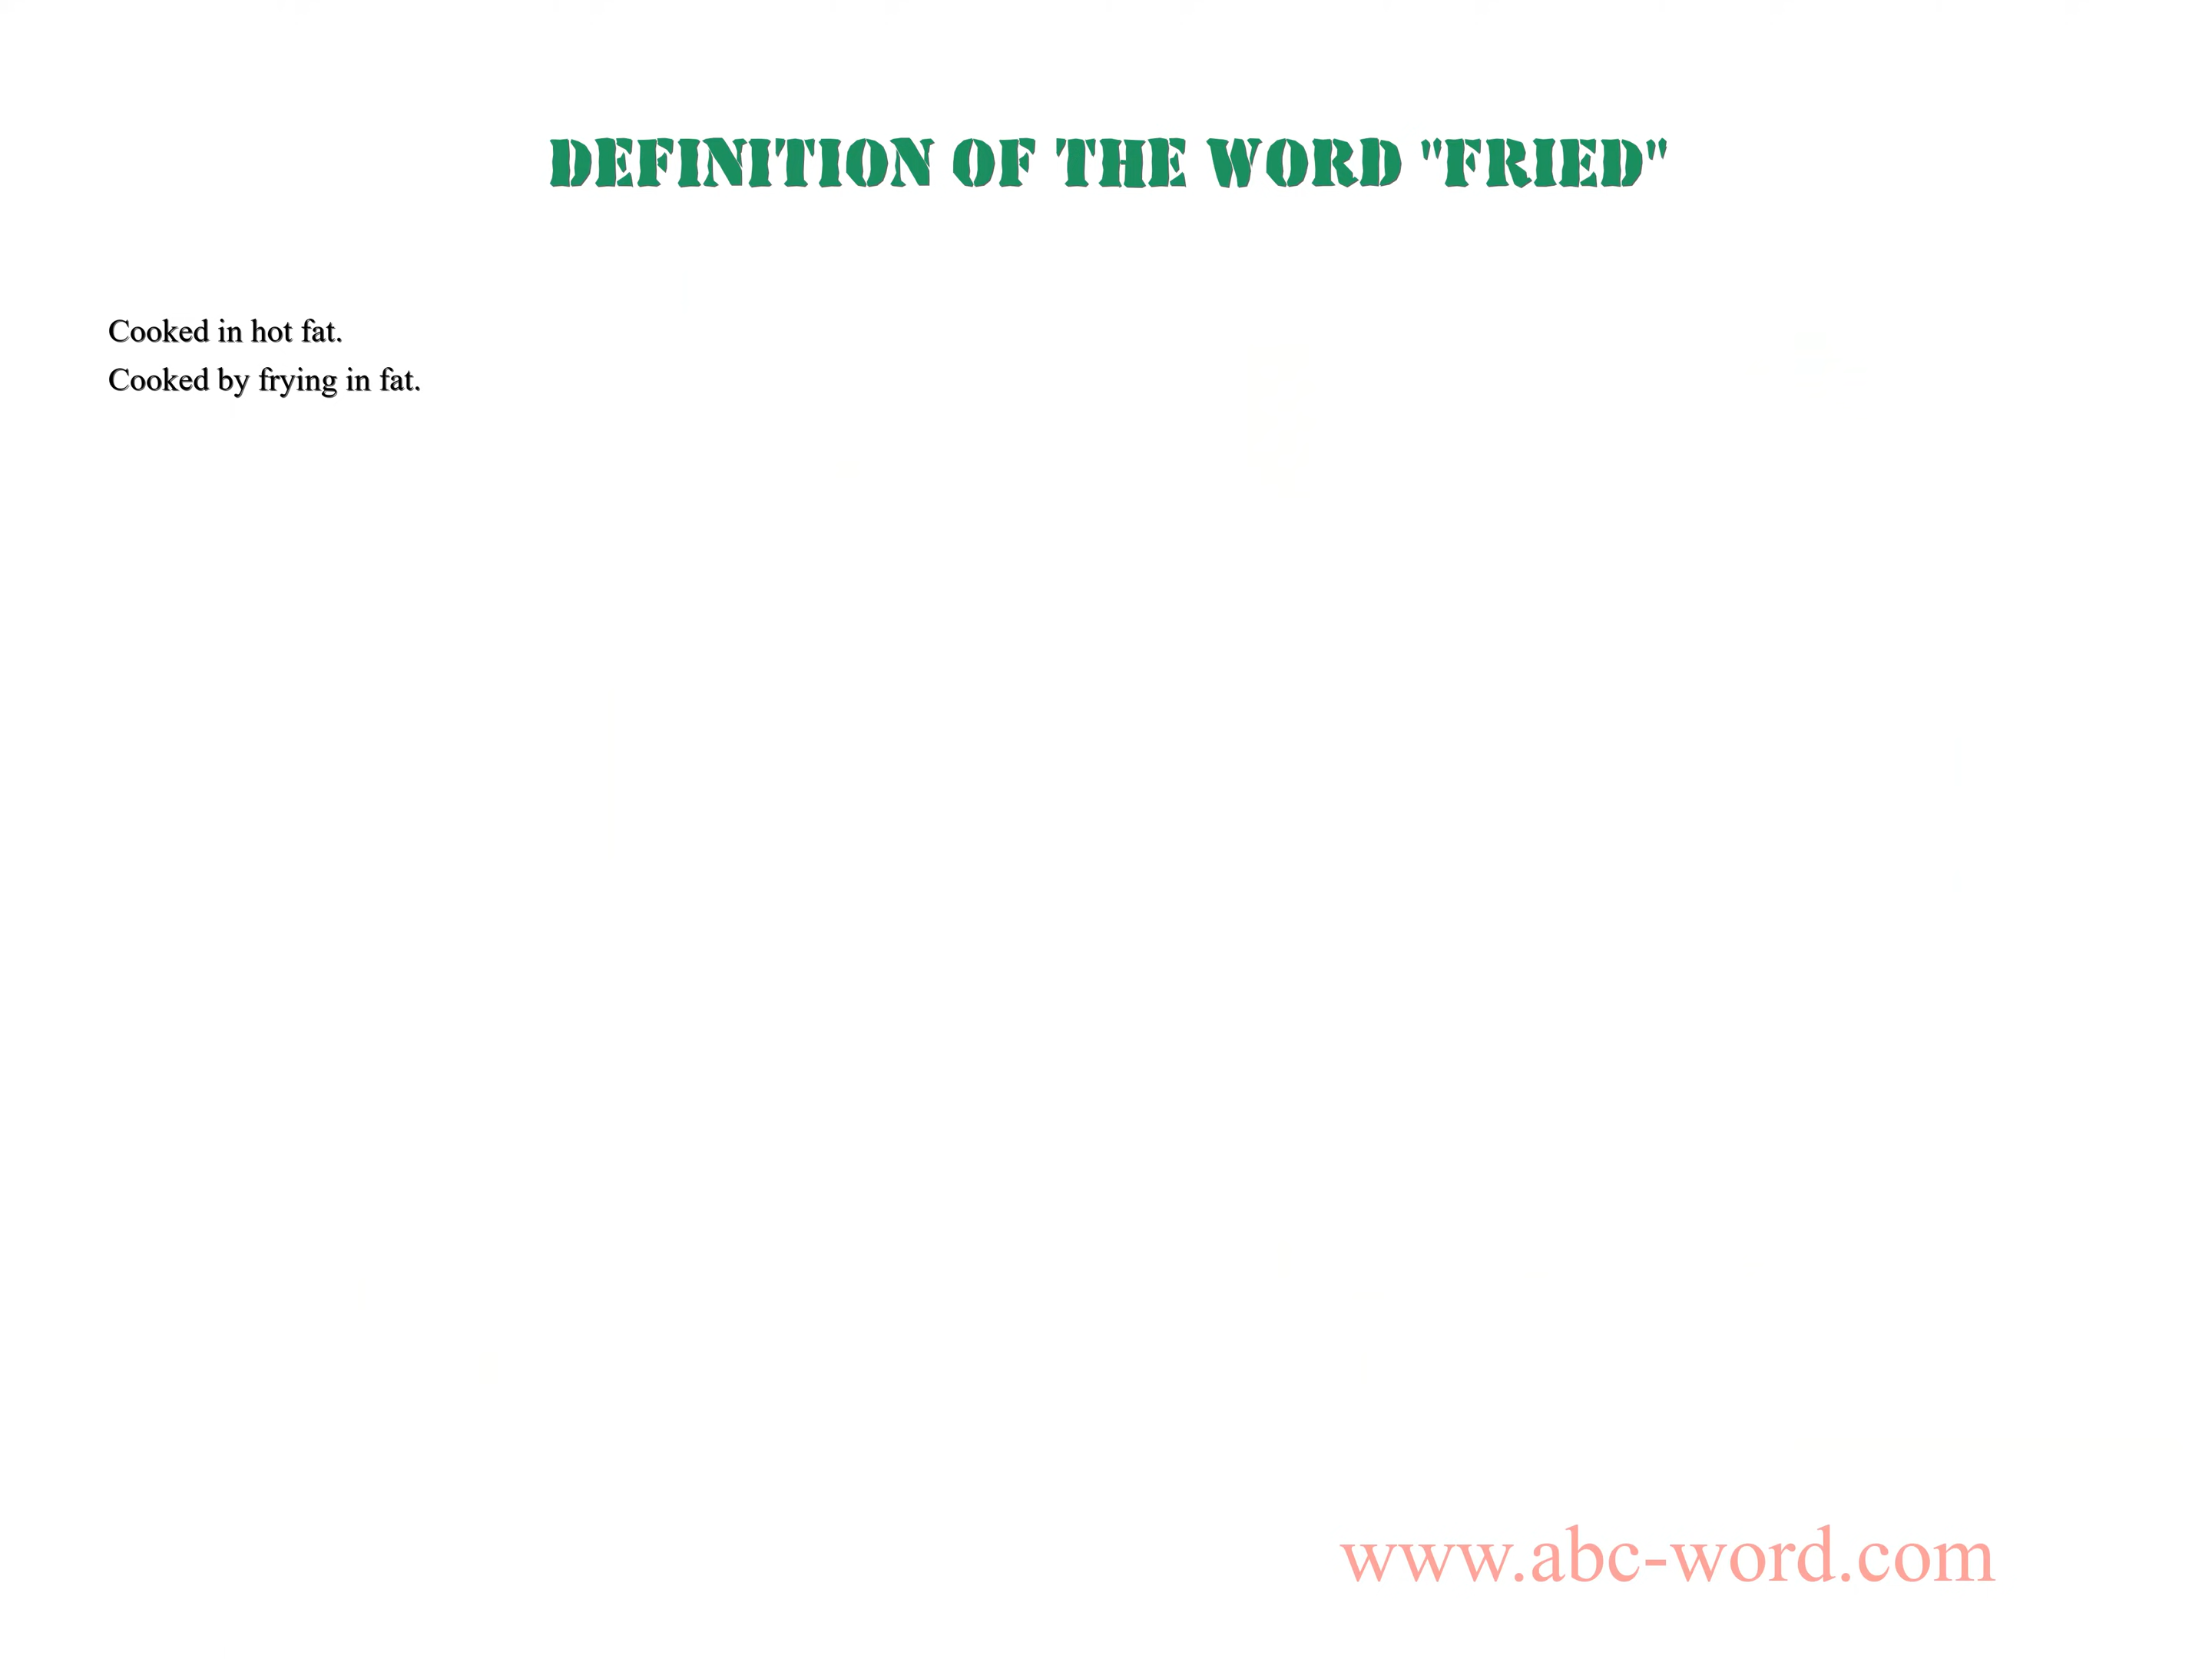 DEFINITION OF THE WORD "FRIED"
Cooked in hot fat.
Cooked by frying in fat.
www.abc-word.com